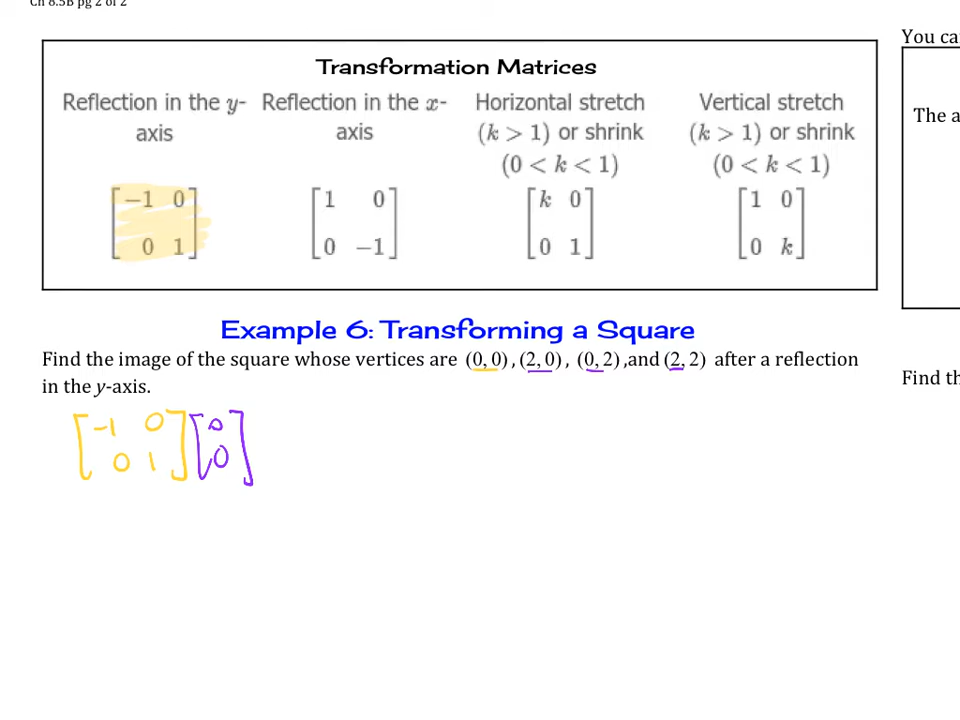 Ch 8.5B pg 2 of 2
You ca
Transformation Matrices
Reflection in the y- Reflection in the x- Horizontal stretch Vertical stretch
axis axis (k > 1) or shrink (k > 1) or shrink
(0 < k < 1) (0 < k < 1)
The a
[−1 0] [1 0] [k 0] [1 0]
[0 1] [0 −1] [0 1] [0 k]
Example 6: Transforming a Square
Find the image of the square whose vertices are (0, 0) , (2, 0) , (0, 2) ,and (2, 2) after a reflection
in the y-axis.
Find th
[-1 0] [0]
[0 1] [0]